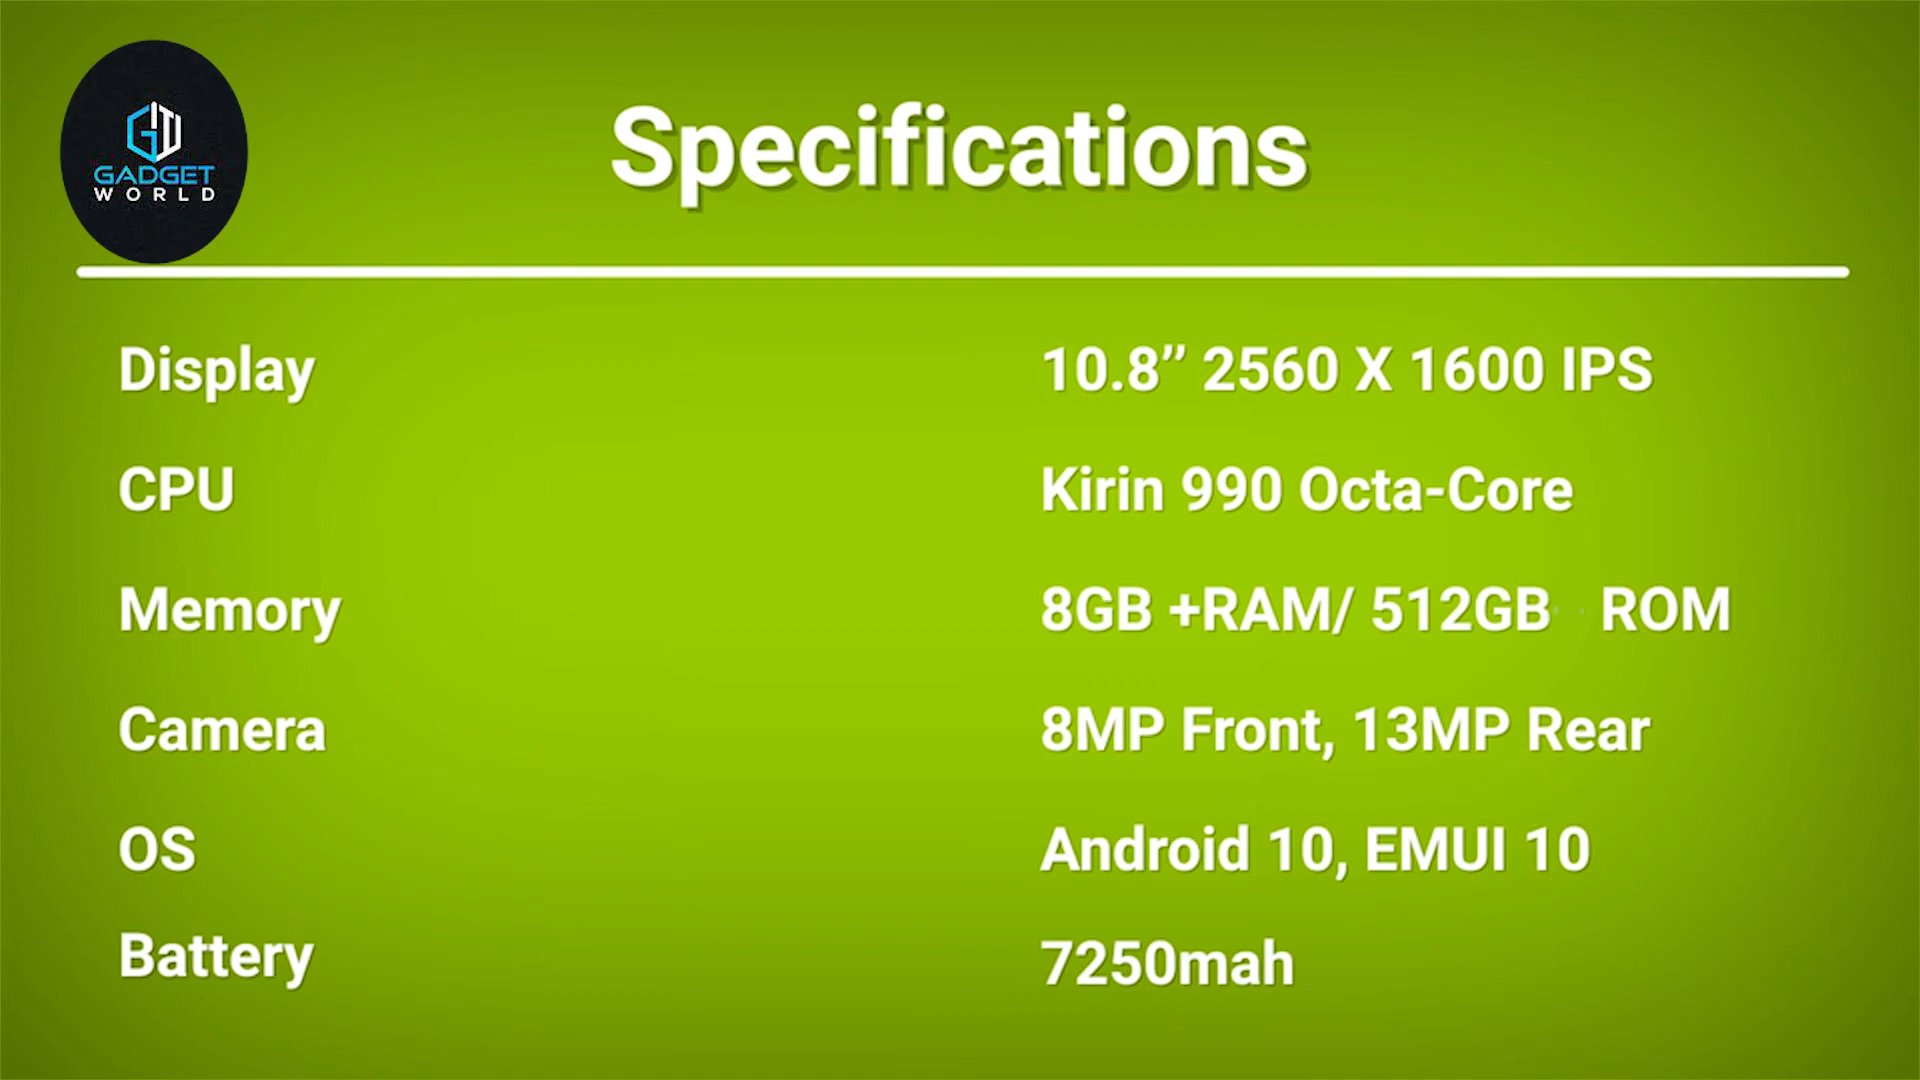 GADGET
WORLD
Specifications
Display 10.8” 2560 X 1600 IPS
CPU Kirin 990 Octa-Core
Memory 8GB +RAM/ 512GB ROM
Camera 8MP Front, 13MP Rear
OS Android 10, EMUI 10
Battery 7250mah